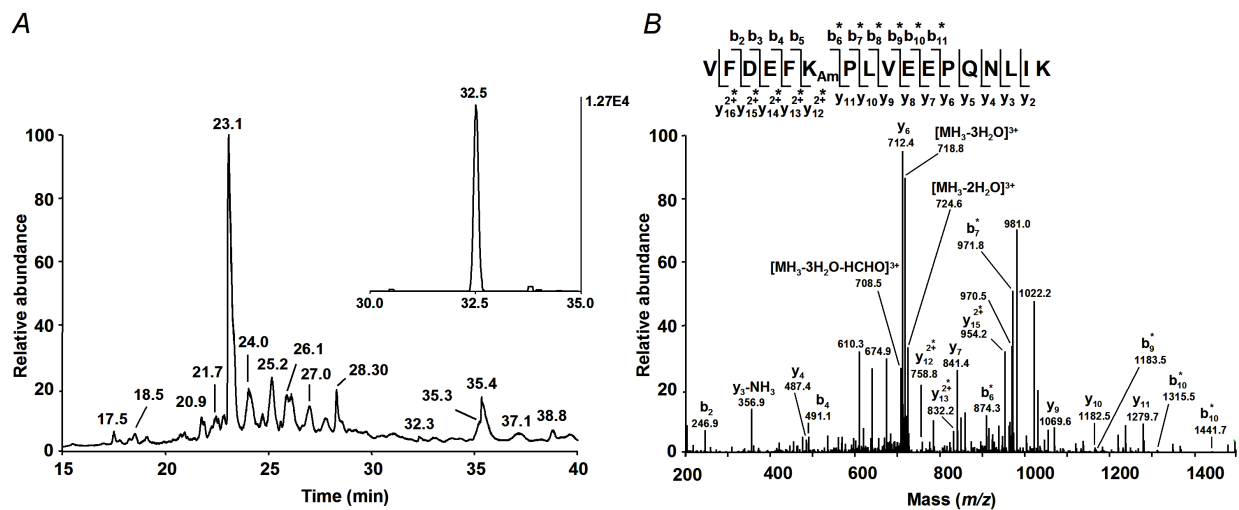 A
Relative abundance
100
80
60
40
20
0
15
20
25
30
35
40
Time (min)
23.1
17.5
18.5
20.9
21.7
24.0
25.2
26.1
27.0
28.30
32.3
35.3
35.4
37.1
38.8
32.5
1.27E4
30.0
32.5
35.0
B
b2 b3 b4 b5 b6* b7* b8* b9* b10* b11*
V F D E F K Am P L V E E P Q N L I K
y16 2+* y15 2+* y14 2+* y13 2+* y12 2+* y11 y10 y9 y8 y7 y6 y5 y4 y3 y2
Relative abundance
100
80
60
40
20
0
200
400
600
800
1000
1200
1400
Mass (m/z)
y6
712.4
[MH3-3H2O]3+
718.8
[MH3-2H2O]3+
724.6
b7*
971.8
981.0
[MH3-3H2O-HCHO]3+
708.5
970.5
1022.2
y15 2+*
954.2
610.3
674.9
y12 2+*
758.8
y7
841.4
y13 2+*
832.2
b6*
874.3
b2
246.9
y3-NH3
356.9
y4
487.4
b4
491.1
y9
1069.6
y10
1182.5
b9*
1183.5
y11
1279.7
b10*
1315.5
b10*
1441.7